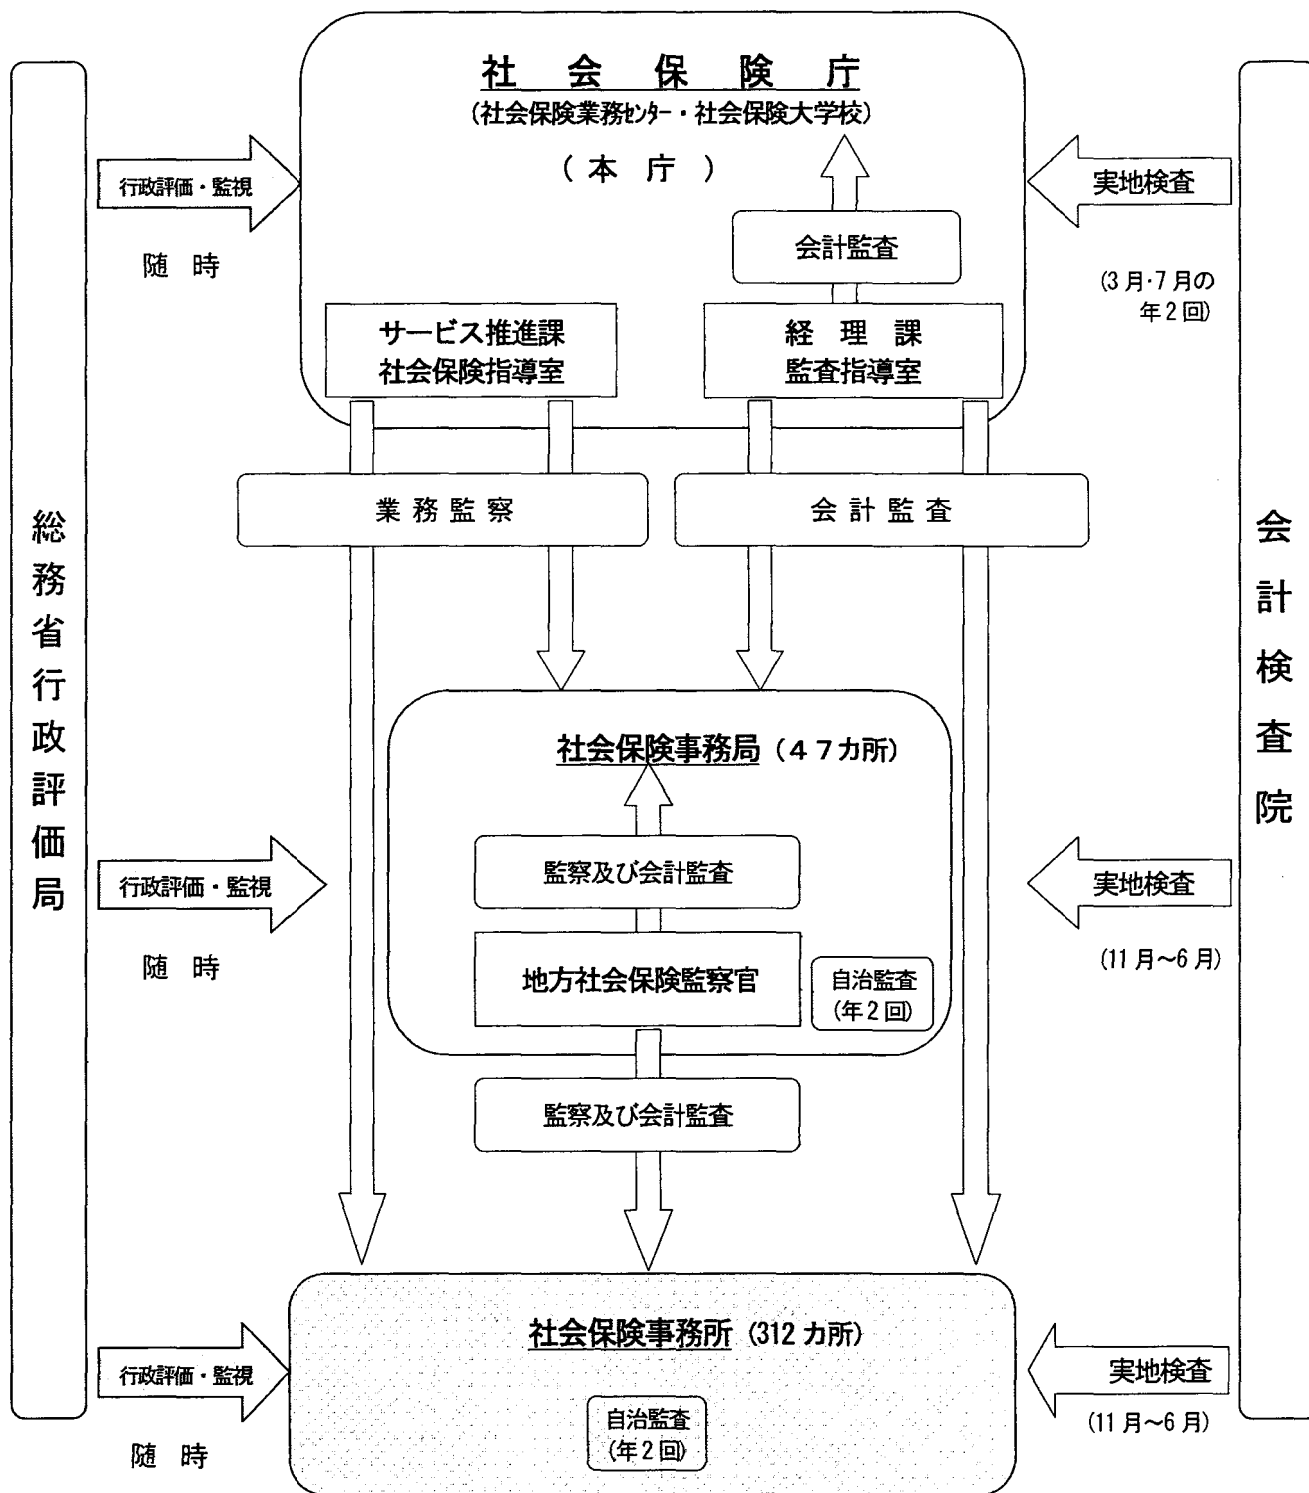 社会保険庁
(社会保険業務センター・社会保険大学校)
(本庁)
行政評価・監視
随時
実地検査
(3月・7月の
年2回)
会計監査
サービス推進課
社会保険指導室
経理課
監査指導室
業務監察
会計監査
総務省行政評価局
会計検査院
社会保険事務局(47カ所)
監察及び会計監査
行政評価・監視
随時
実地検査
(11月~6月)
地方社会保険監察官
自治監査
(年2回)
監察及び会計監査
社会保険事務所(312カ所)
行政評価・監視
随時
実地検査
(11月~6月)
自治監査
(年2回)